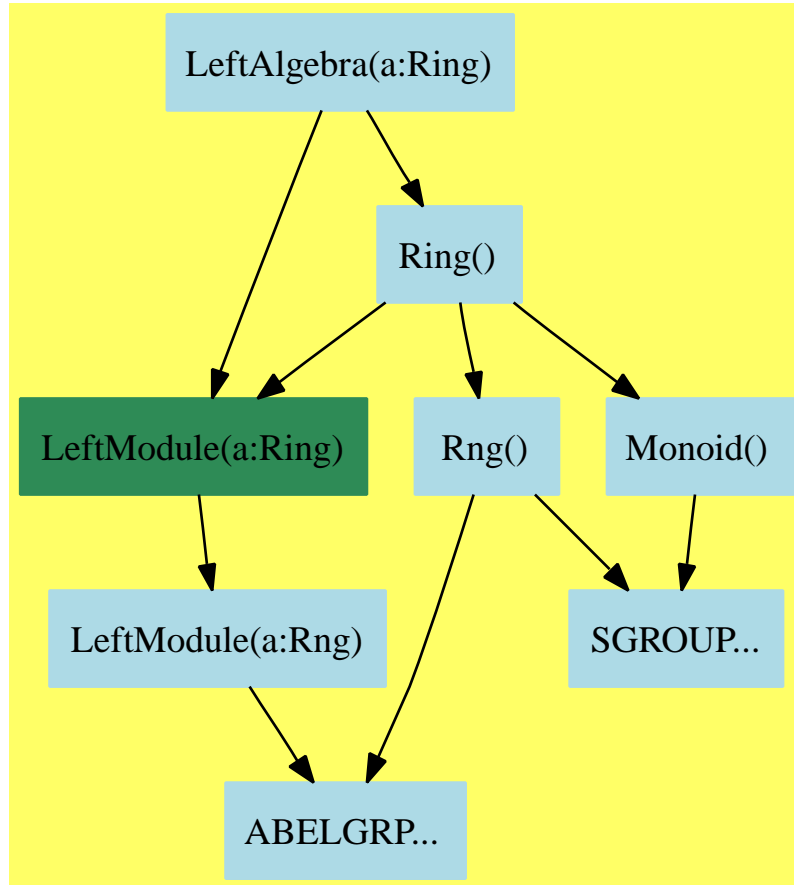 LeftAlgebra(a:Ring)
Ring()
LeftModule(a:Ring)
Rng()
Monoid()
LeftModule(a:Rng)
SGROUP...
ABELGRP...